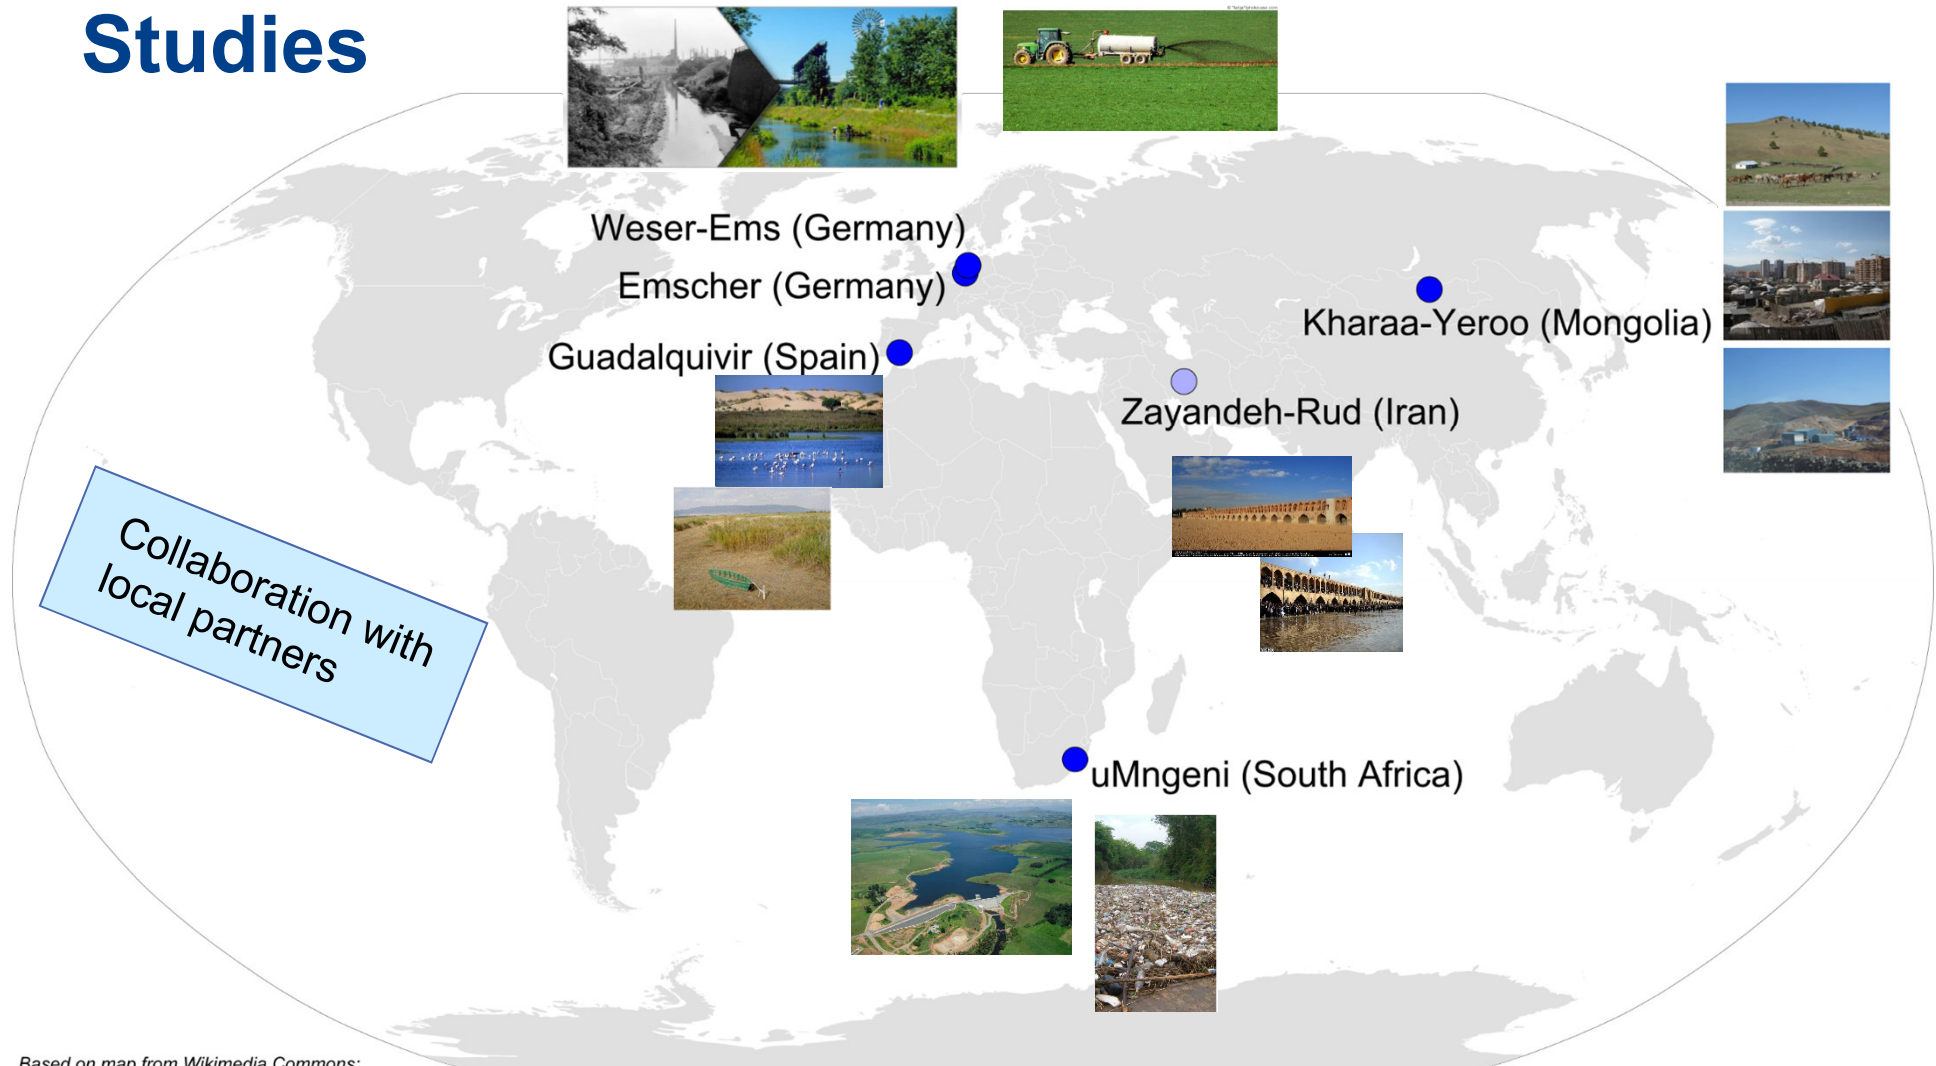 Studies
Weser-Ems (Germany)
Emscher (Germany)
Guadalquivir (Spain)
Kharaa-Yeroo (Mongolia)
Zayandeh-Rud (Iran)
Collaboration with
local partners
uMngeni (South Africa)
Based on map from Wikimedia Commons: